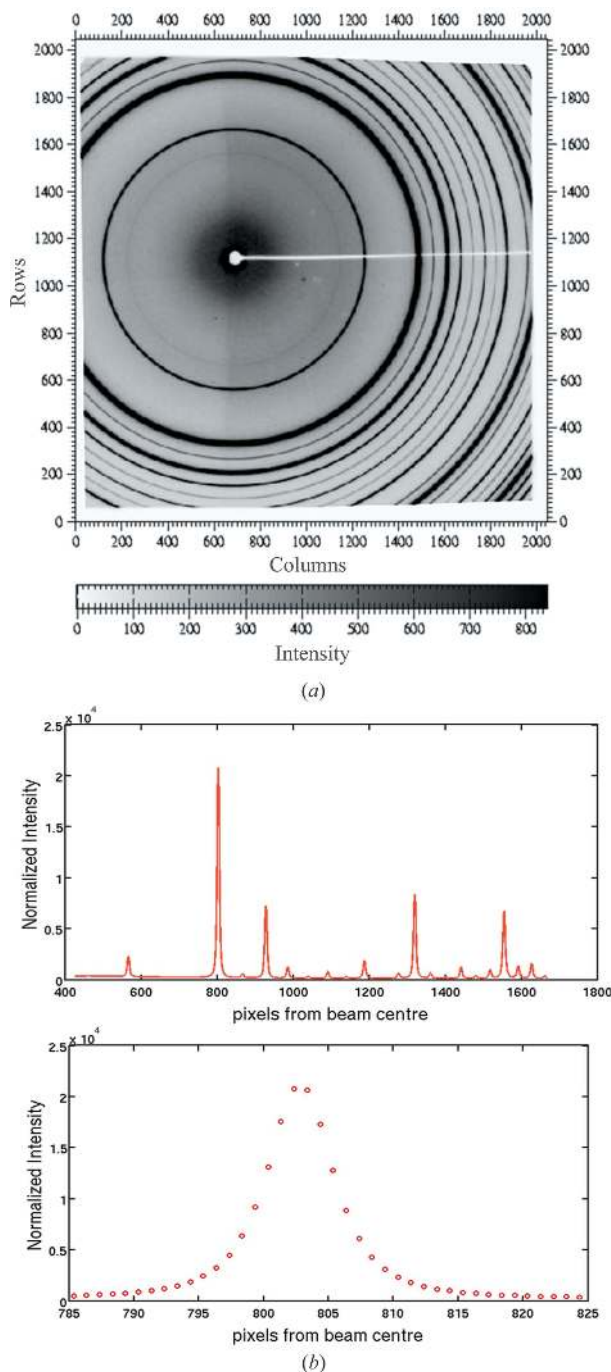 0 200 400 600 800 1000 1200 1400 1600 1800 2000
2000 2000
1800 1800
1600 1600
1400 1400
1200 1200
Rows
1000 1000
800 800
600 600
400 400
200 200
0 0
0 200 400 600 800 1000 1200 1400 1600 1800 2000
Columns
0 100 200 300 400 500 600 700 800
Intensity
(a)
x 10⁴
2.5
2
1.5
1
0.5
0
Normalized Intensity
400 600 800 1000 1200 1400 1600 1800
pixels from beam centre
x 10⁴
2.5
2
1.5
1
0.5
0
Normalized Intensity
785 790 795 800 805 810 815 820 825
pixels from beam centre
(b)